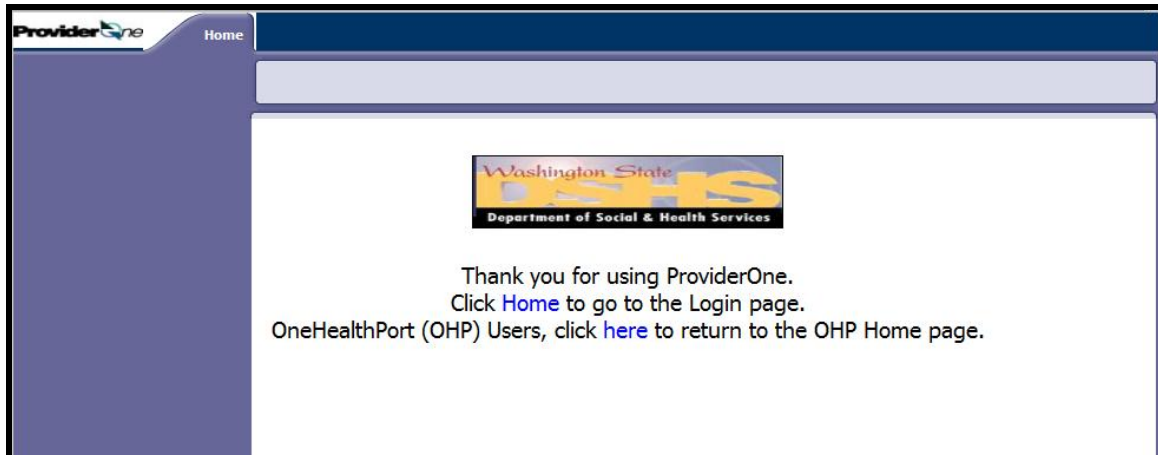 ProviderOne
Home
Washington State
DSHS
Department of Social & Health Services
Thank you for using ProviderOne.
Click Home to go to the Login page.
OneHealthPort (OHP) Users, click here to return to the OHP Home page.